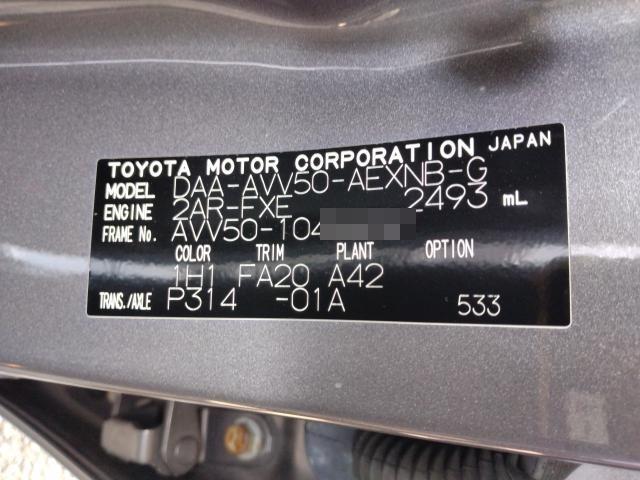 TOYOTA MOTOR CORPORATION JAPAN
MODEL DAA-AVV50-AEXNB-G
ENGINE 2AR-FXE 2493 mL
FRAME No. AVV50-104
COLOR TRIM PLANT OPTION
1H1 FA20 A42
TRANS./AXLE P314 -01A 533